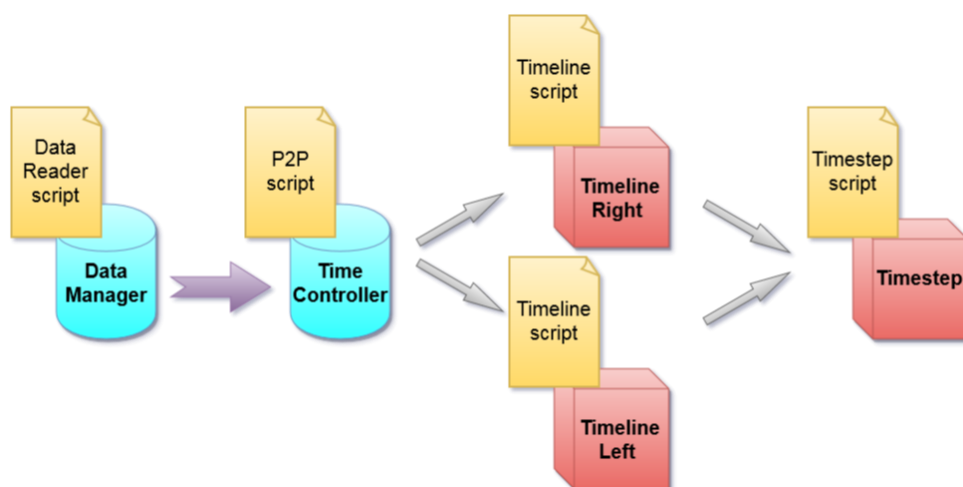 Data
Reader
script
Data
Manager
P2P
script
Time
Controller
Timeline
script
Timeline
Right
Timeline
script
Timeline
Left
Timestep
script
Timestep